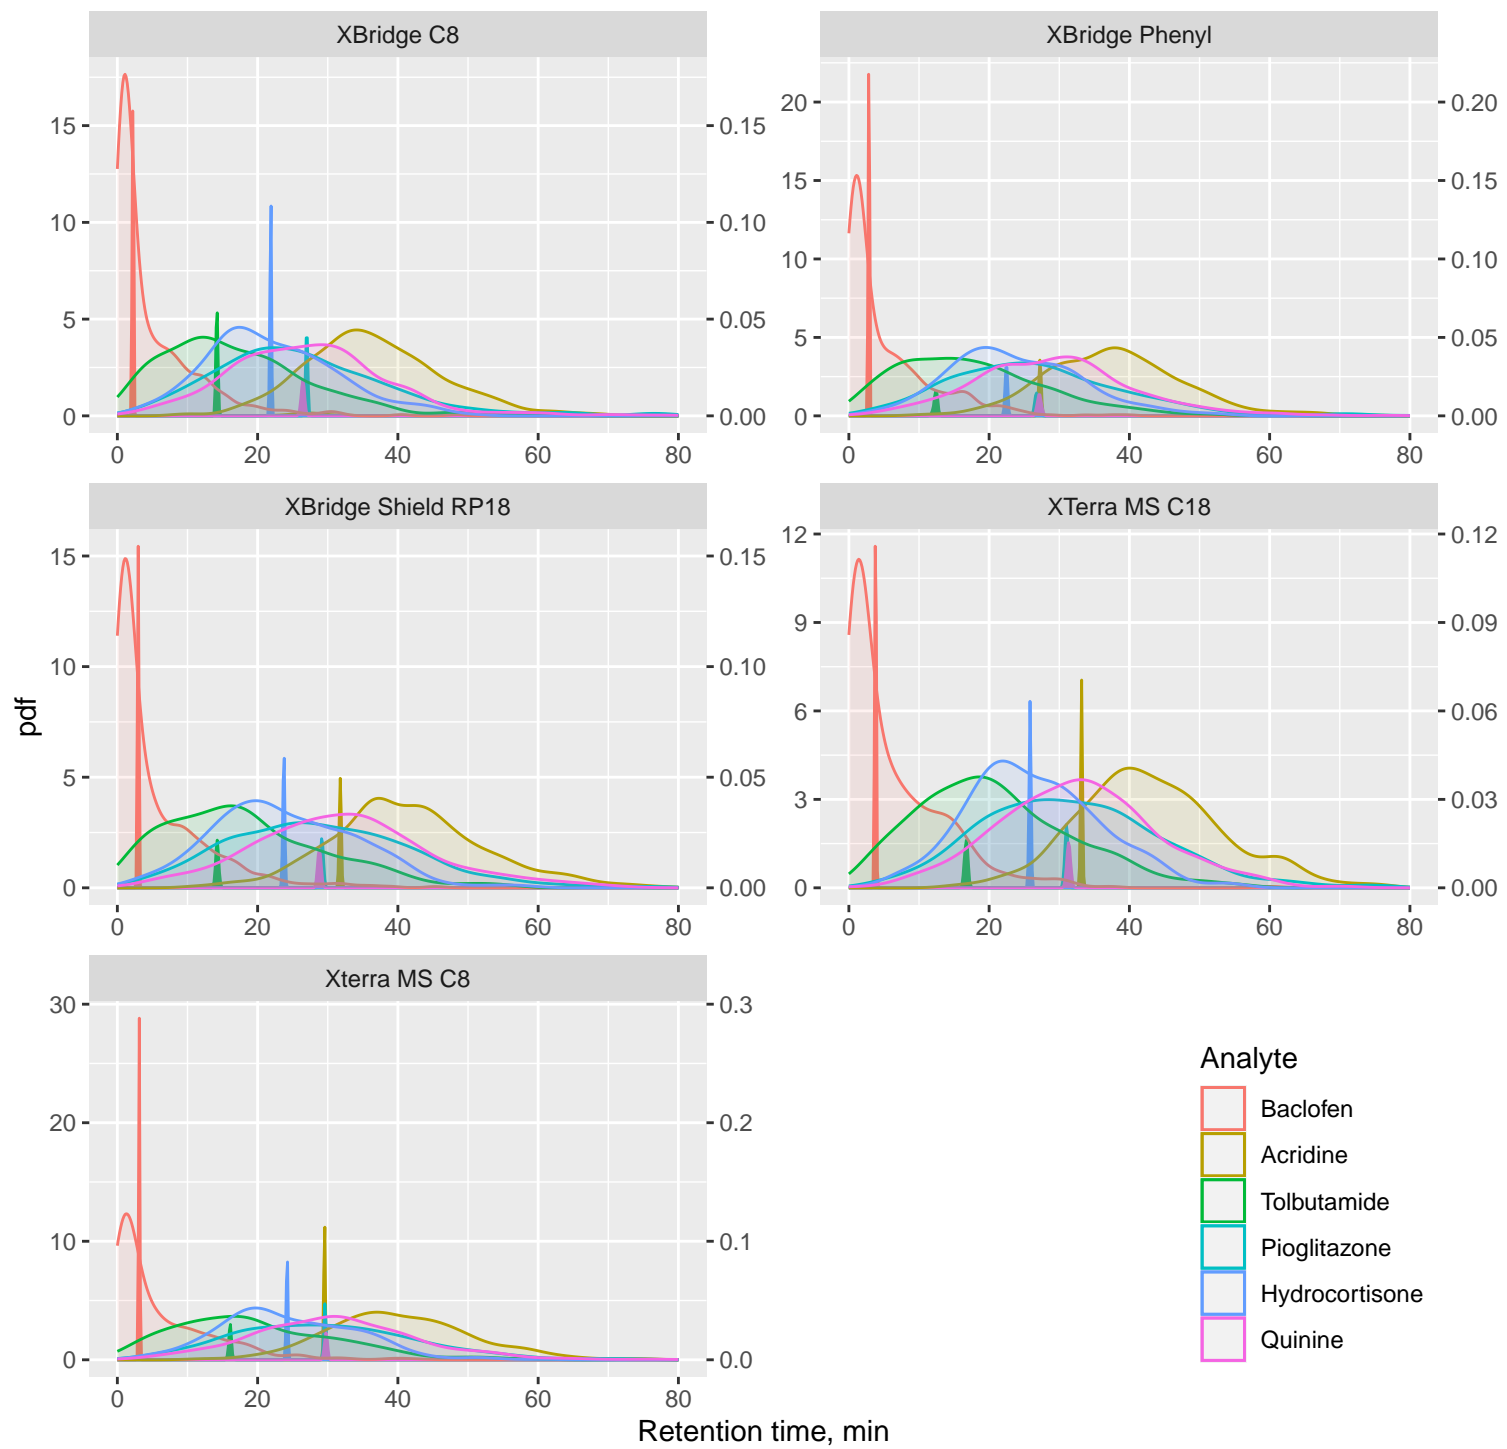 XBridge C8
XBridge Phenyl
15
10
5
0
0.15
0.10
0.05
0.00
0 20 40 60 80
20
15
10
5
0
0.20
0.15
0.10
0.05
0.00
0 20 40 60 80
XBridge Shield RP18
XTerra MS C18
15
10
5
0
0.15
0.10
0.05
0.00
0 20 40 60 80
12
9
6
3
0
0.12
0.09
0.06
0.03
0.00
0 20 40 60 80
pdf
Xterra MS C8
30
20
10
0
0.3
0.2
0.1
0.0
0 20 40 60 80
Retention time, min
Analyte
Baclofen
Acridine
Tolbutamide
Pioglitazone
Hydrocortisone
Quinine